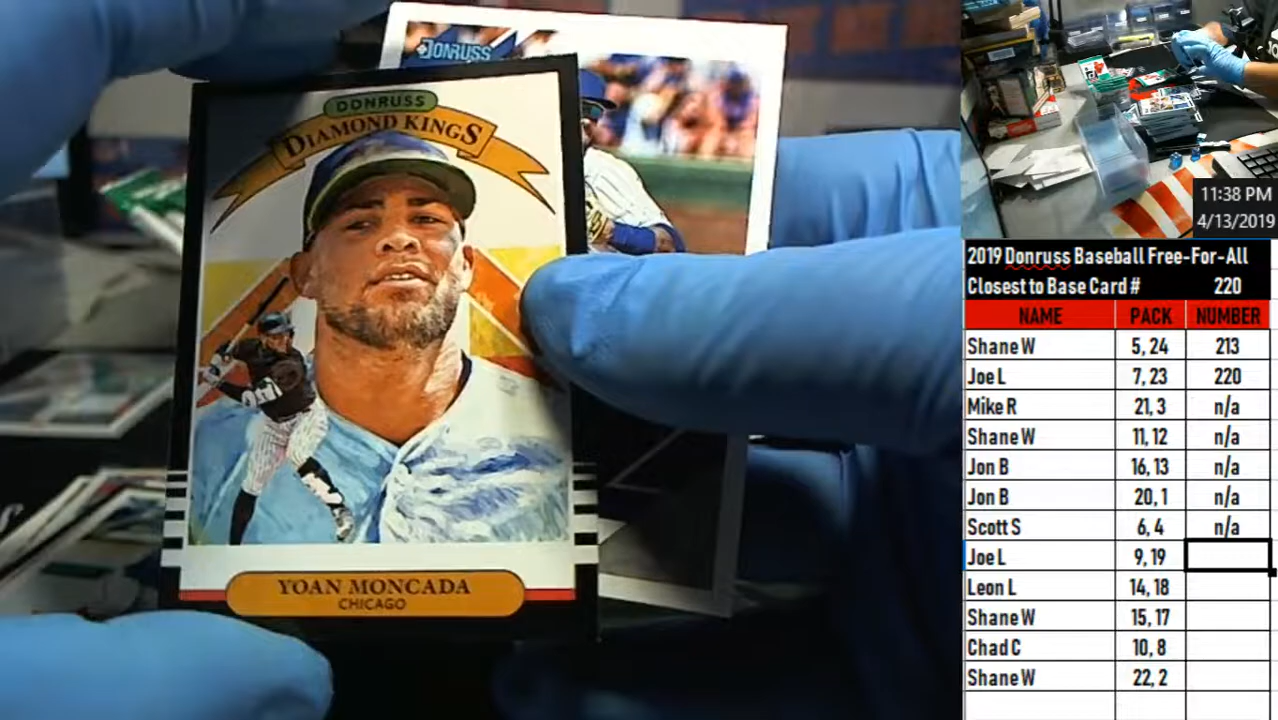 DONRUSS
DONRUSS
DIAMOND KINGS
YOAN MONCADA
CHICAGO
11:38 PM
4/13/2019
2019 Donruss Baseball Free-For-All
Closest to Base Card # 220
NAME PACK NUMBER
Shane W 5, 24 213
Joe L 7, 23 220
Mike R 21, 3 n/a
Shane W 11, 12 n/a
Jon B 16, 13 n/a
Jon B 20, 1 n/a
Scott S 6, 4 n/a
Joe L 9, 19
Leon L 14, 18
Shane W 15, 17
Chad C 10, 8
Shane W 22, 2